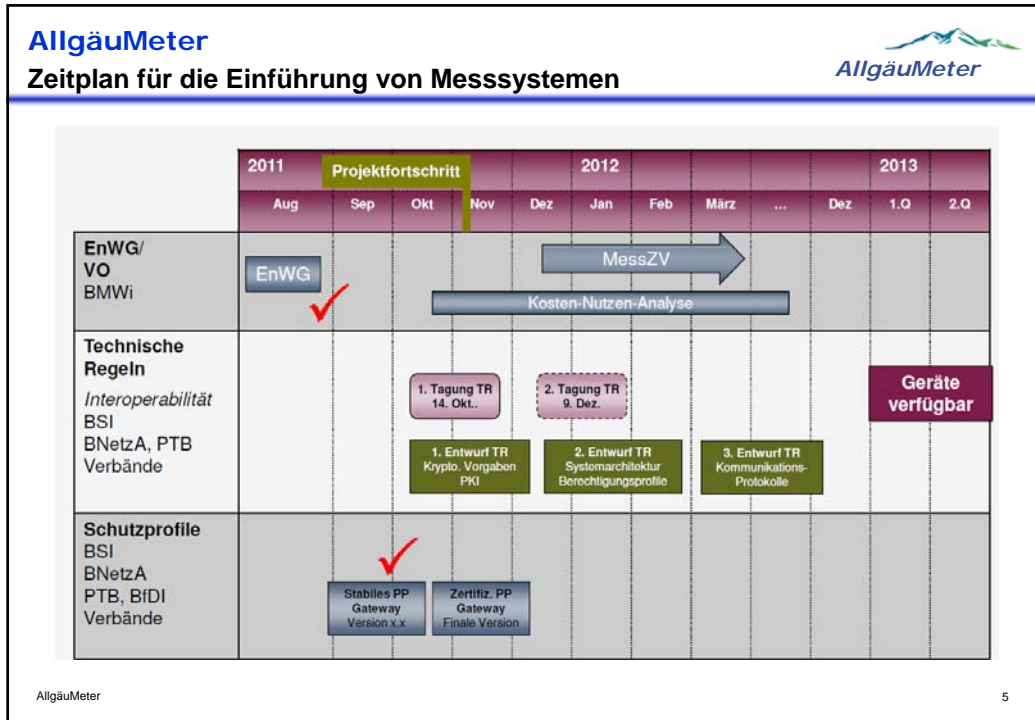 AllgäuMeter
Zeitplan für die Einführung von Messsystemen
AllgäuMeter
2011
Projektfortschritt
2012
2013
Aug
Sep
Okt
Nov
Dez
Jan
Feb
März
...
Dez
1.Q
2.Q
EnWG/
VO
BMWi
EnWG
MessZV
Kosten-Nutzen-Analyse
Technische
Regeln
Interoperabilität
BSI
BNetzA, PTB
Verbände
1. Tagung TR
14. Okt..
2. Tagung TR
9. Dez.
Geräte
verfügbar
1. Entwurf TR
Krypto. Vorgaben
PKI
2. Entwurf TR
Systemarchitektur
Berechtigungsprofile
3. Entwurf TR
Kommunikations-
Protokolle
Schutzprofile
BSI
BNetzA
PTB, BfDI
Verbände
Stabiles PP
Gateway
Version x.x
Zertifiz. PP
Gateway
Finale Version
AllgäuMeter
5